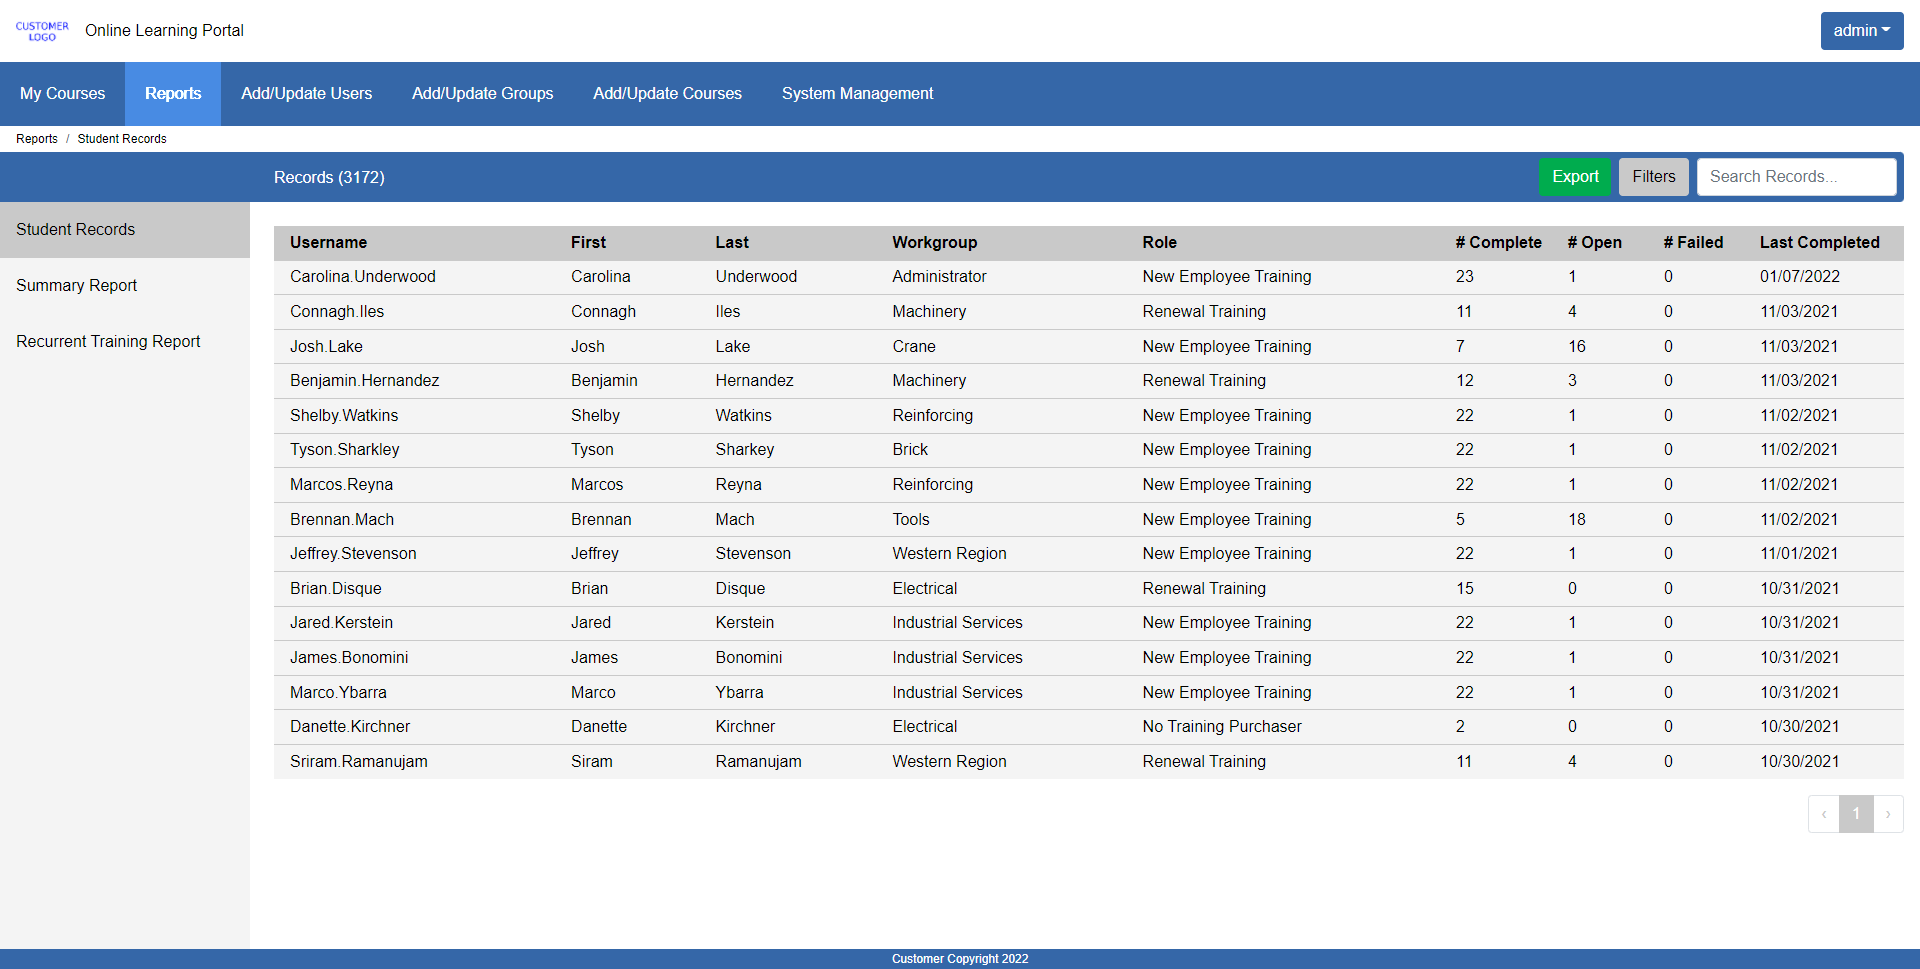 CUSTOMER
LOGO
Online Learning Portal
admin
My Courses Reports Add/Update Users Add/Update Groups Add/Update Courses System Management
Reports / Student Records
Records (3172) Export Filters Search Records...
Student Records
Summary Report
Recurrent Training Report
Username First Last Workgroup Role # Complete # Open # Failed Last Completed
Carolina.Underwood Carolina Underwood Administrator New Employee Training 23 1 0 01/07/2022
Connagh.Iles Connagh Iles Machinery Renewal Training 11 4 0 11/03/2021
Josh.Lake Josh Lake Crane New Employee Training 7 16 0 11/03/2021
Benjamin.Hernandez Benjamin Hernandez Machinery Renewal Training 12 3 0 11/03/2021
Shelby.Watkins Shelby Watkins Reinforcing New Employee Training 22 1 0 11/02/2021
Tyson.Sharkley Tyson Sharkey Brick New Employee Training 22 1 0 11/02/2021
Marcos.Reyna Marcos Reyna Reinforcing New Employee Training 22 1 0 11/02/2021
Brennan.Mach Brennan Mach Tools New Employee Training 5 18 0 11/02/2021
Jeffrey.Stevenson Jeffrey Stevenson Western Region New Employee Training 22 1 0 11/01/2021
Brian.Disque Brian Disque Electrical Renewal Training 15 0 0 10/31/2021
Jared.Kerstein Jared Kerstein Industrial Services New Employee Training 22 1 0 10/31/2021
James.Bonomini James Bonomini Industrial Services New Employee Training 22 1 0 10/31/2021
Marco.Ybarra Marco Ybarra Industrial Services New Employee Training 22 1 0 10/31/2021
Danette.Kirchner Danette Kirchner Electrical No Training Purchaser 2 0 0 10/30/2021
Sriram.Ramanujam Siram Ramanujam Western Region Renewal Training 11 4 0 10/30/2021
‹ 1 ›
Customer Copyright 2022